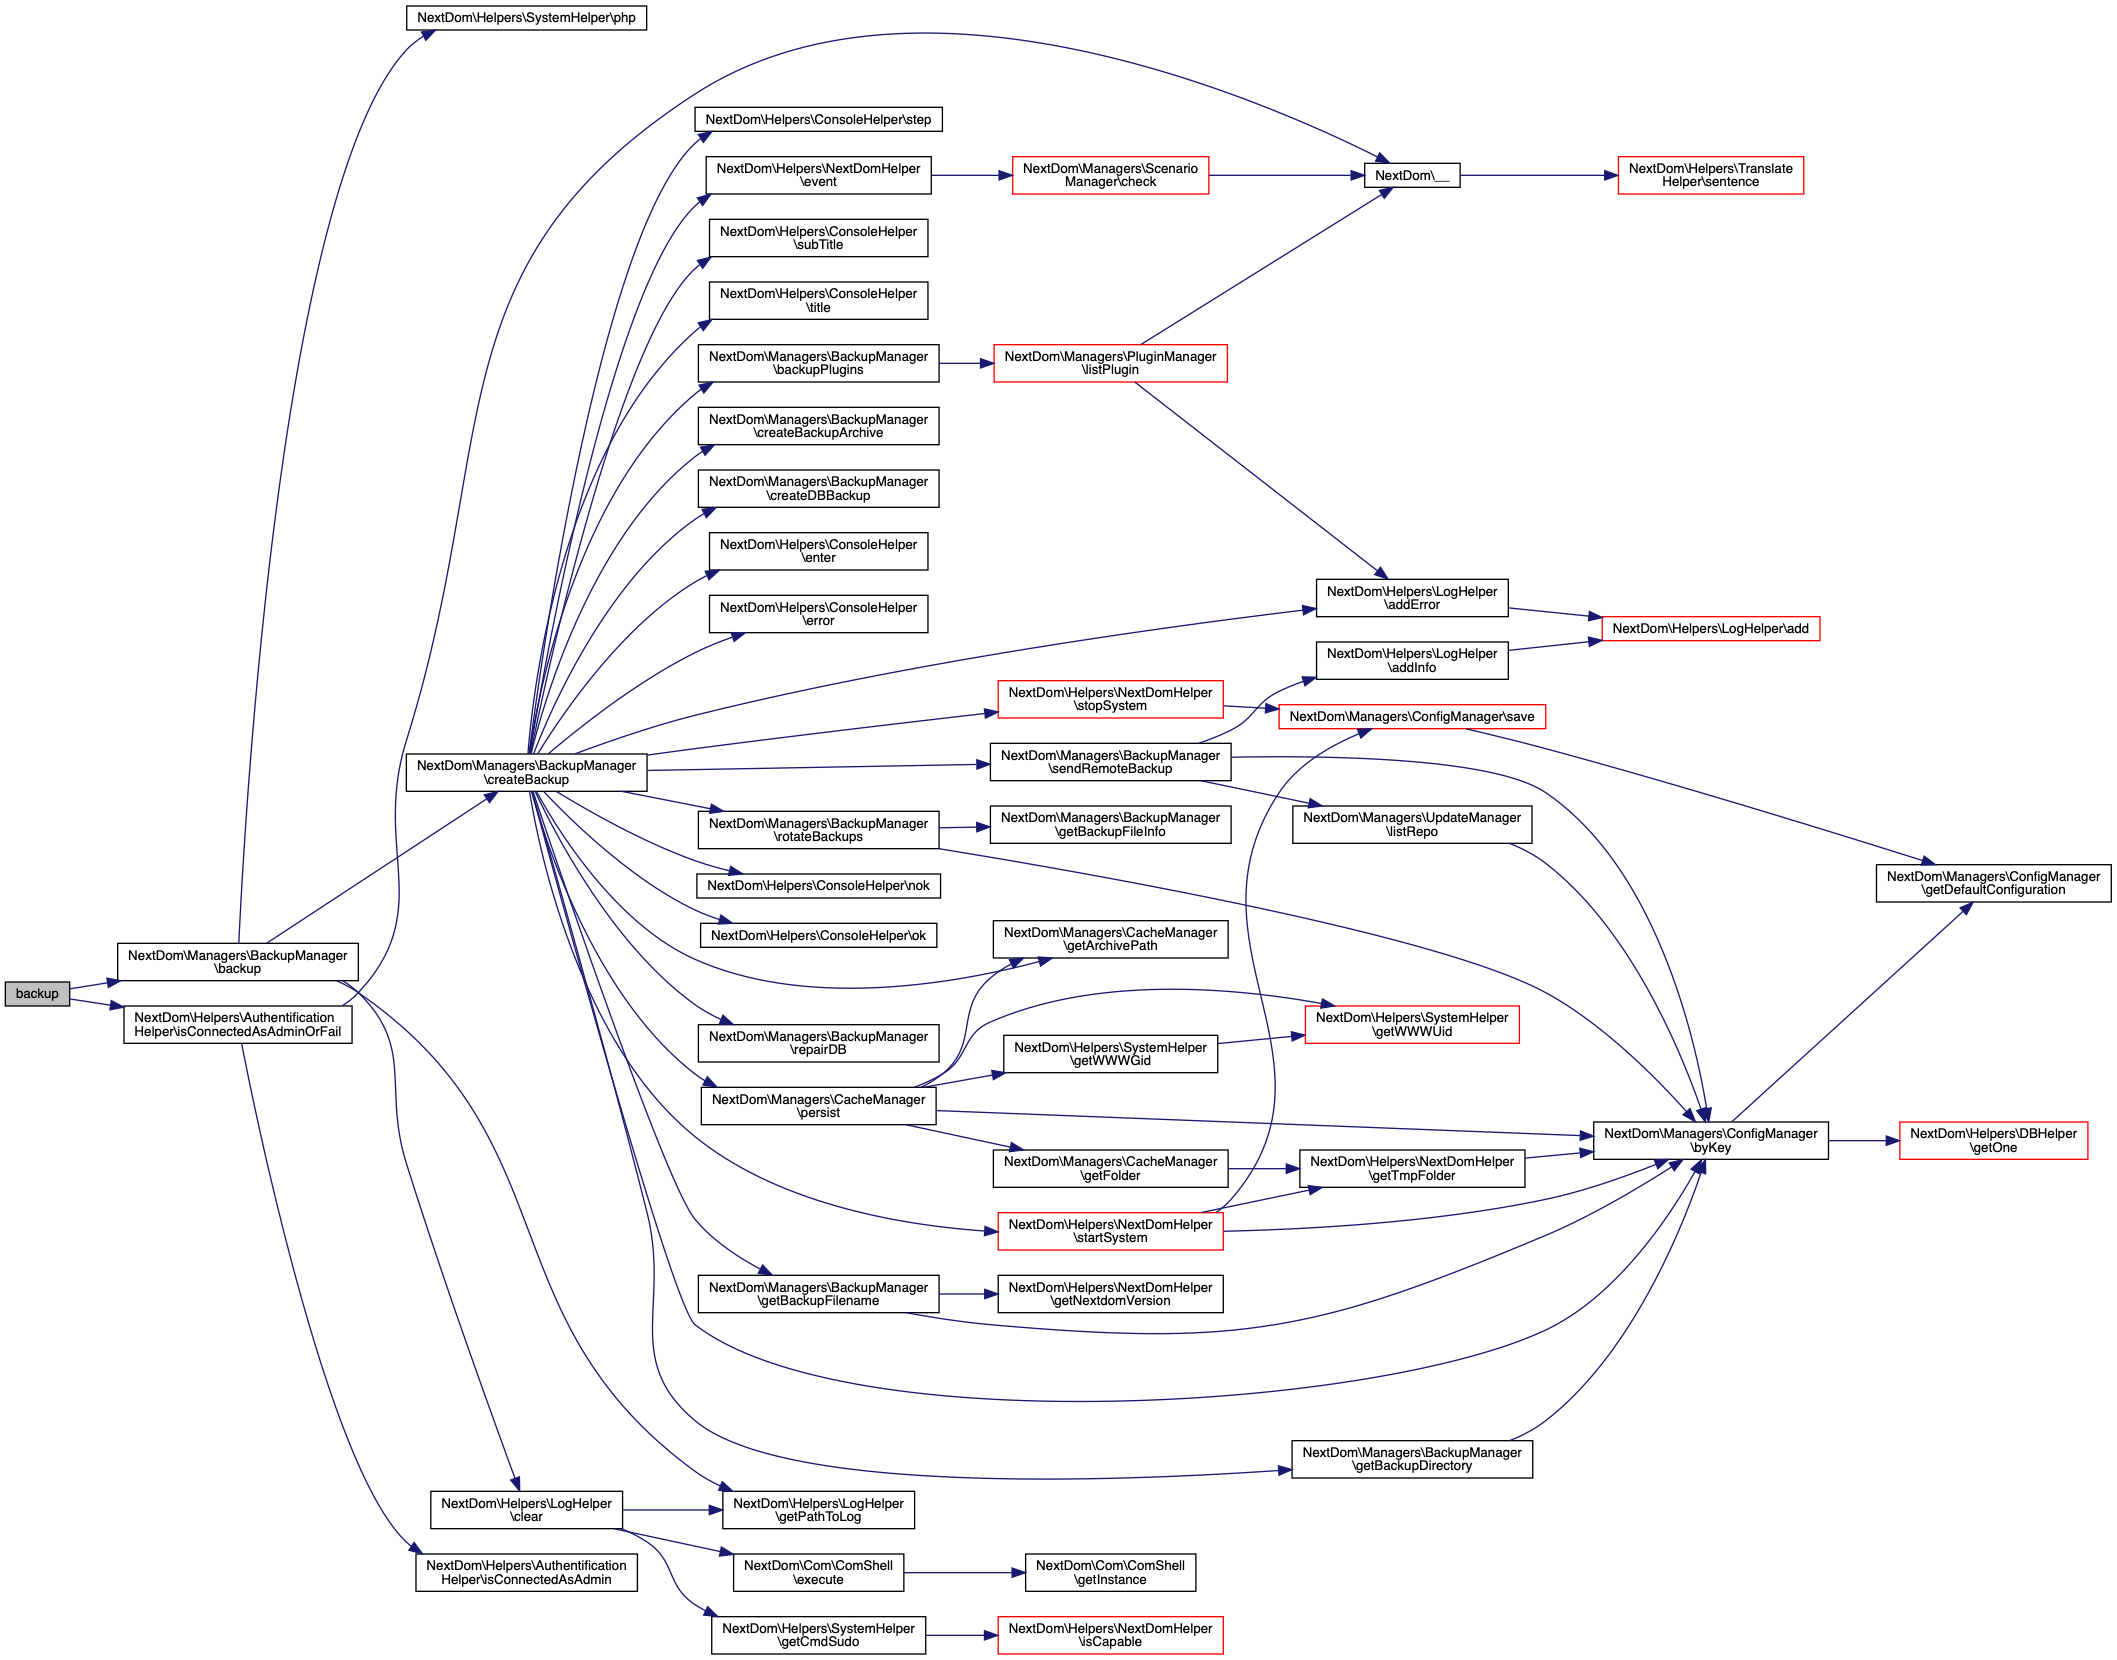 NextDom\Helpers\SystemHelper\php
NextDom\Helpers\ConsoleHelper\step
NextDom\Helpers\NextDomHelper
\event
NextDom\Managers\Scenario
Manager\check
NextDom\__
NextDom\Helpers\Translate
Helper\sentence
NextDom\Helpers\ConsoleHelper
\subTitle
NextDom\Helpers\ConsoleHelper
\title
NextDom\Managers\BackupManager
\backupPlugins
NextDom\Managers\PluginManager
\listPlugin
NextDom\Managers\BackupManager
\createBackupArchive
NextDom\Managers\BackupManager
\createDBBackup
NextDom\Helpers\ConsoleHelper
\enter
NextDom\Helpers\ConsoleHelper
\error
NextDom\Helpers\LogHelper
\addError
NextDom\Helpers\LogHelper\add
NextDom\Helpers\LogHelper
\addInfo
NextDom\Helpers\NextDomHelper
\stopSystem
NextDom\Managers\ConfigManager\save
NextDom\Managers\BackupManager
\createBackup
NextDom\Managers\BackupManager
\sendRemoteBackup
NextDom\Managers\BackupManager
\rotateBackups
NextDom\Managers\BackupManager
\getBackupFileInfo
NextDom\Managers\UpdateManager
\listRepo
NextDom\Helpers\ConsoleHelper\nok
NextDom\Managers\ConfigManager
\getDefaultConfiguration
NextDom\Helpers\ConsoleHelper\ok
NextDom\Managers\CacheManager
\getArchivePath
NextDom\Managers\BackupManager
\backup
backup
NextDom\Helpers\Authentification
Helper\isConnectedAsAdminOrFail
NextDom\Managers\BackupManager
\repairDB
NextDom\Helpers\SystemHelper
\getWWWGid
NextDom\Helpers\SystemHelper
\getWWWUid
NextDom\Managers\CacheManager
\persist
NextDom\Managers\ConfigManager
\byKey
NextDom\Helpers\DBHelper
\getOne
NextDom\Managers\CacheManager
\getFolder
NextDom\Helpers\NextDomHelper
\getTmpFolder
NextDom\Helpers\NextDomHelper
\startSystem
NextDom\Managers\BackupManager
\getBackupFilename
NextDom\Helpers\NextDomHelper
\getNextdomVersion
NextDom\Managers\BackupManager
\getBackupDirectory
NextDom\Helpers\LogHelper
\clear
NextDom\Helpers\LogHelper
\getPathToLog
NextDom\Helpers\Authentification
Helper\isConnectedAsAdmin
NextDom\Com\ComShell
\execute
NextDom\Com\ComShell
\getInstance
NextDom\Helpers\SystemHelper
\getCmdSudo
NextDom\Helpers\NextDomHelper
\isCapable